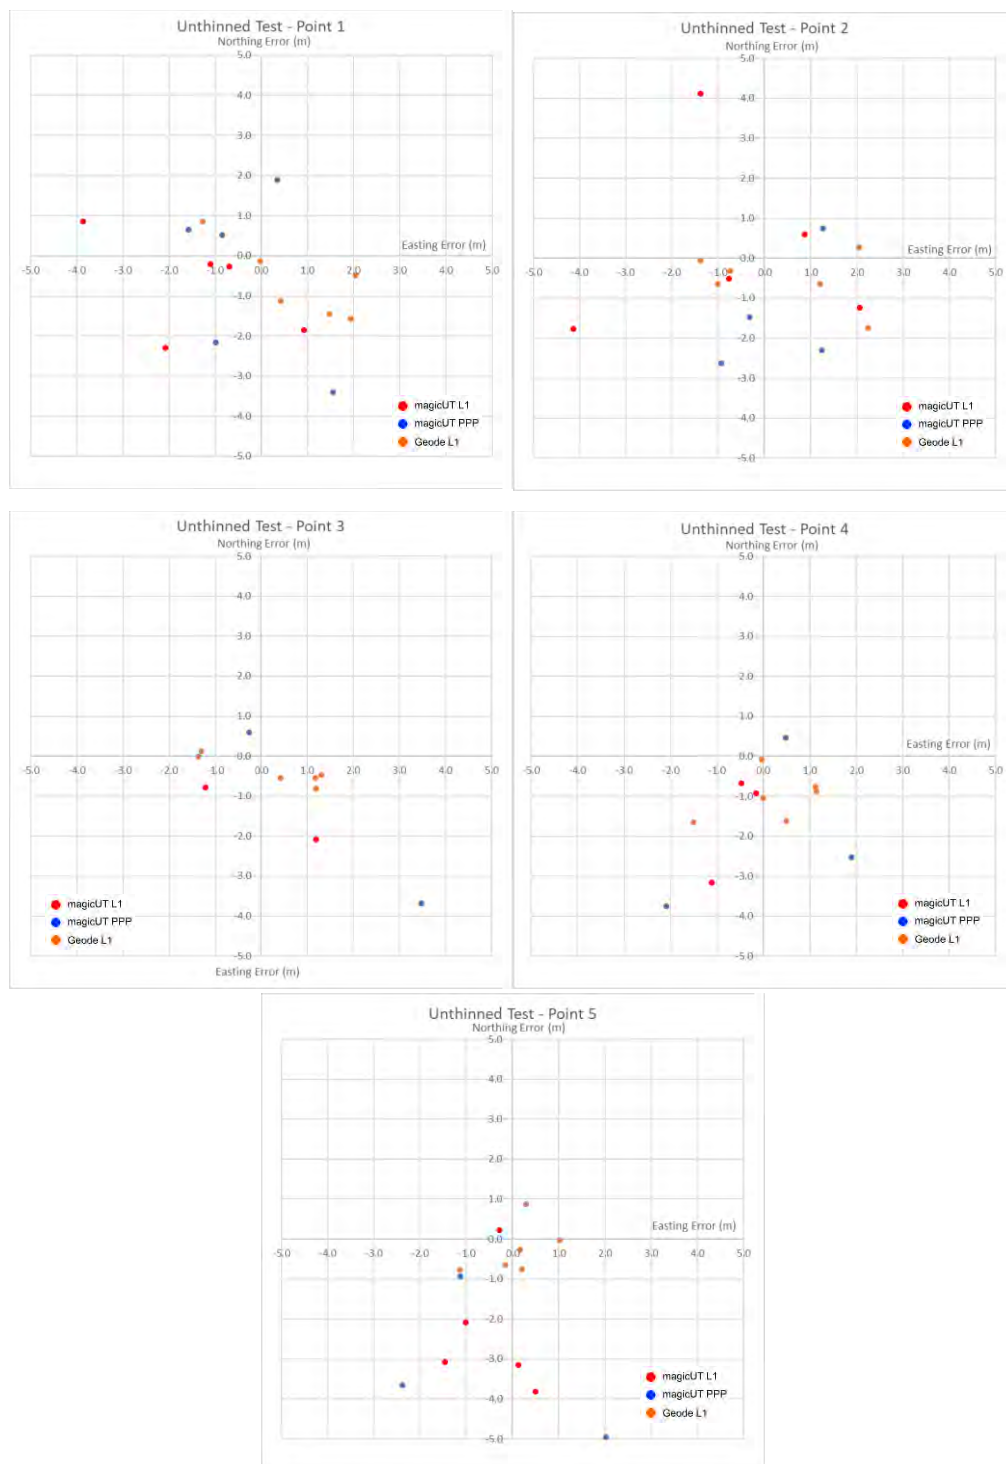 Unthinned Test - Point 1
Northing Error (m)
5.0
4.0
3.0
2.0
1.0
Easting Error (m)
0.0
-5.0 -4.0 -3.0 -2.0 -1.0 0.0 1.0 2.0 3.0 4.0 5.0
-1.0
-2.0
-3.0
-4.0
-5.0
magicUT L1
magicUT PPP
Geode L1
Unthinned Test - Point 2
Northing Error (m)
5.0
4.0
3.0
2.0
1.0
Easting Error (m)
0.0
-5.0 -4.0 -3.0 -2.0 -1.0 0.0 1.0 2.0 3.0 4.0 5.0
-1.0
-2.0
-3.0
-4.0
-5.0
magicUT L1
magicUT PPP
Geode L1
Unthinned Test - Point 3
Northing Error (m)
5.0
4.0
3.0
2.0
1.0
0.0
-5.0 -4.0 -3.0 -2.0 -1.0 0.0 1.0 2.0 3.0 4.0 5.0
-1.0
-2.0
-3.0
-4.0
-5.0
magicUT L1
magicUT PPP
Geode L1
Easting Error (m)
Unthinned Test - Point 4
Northing Error (m)
5.0
4.0
3.0
2.0
1.0
Easting Error (m)
0.0
-5.0 -4.0 -3.0 -2.0 -1.0 0.0 1.0 2.0 3.0 4.0 5.0
-1.0
-2.0
-3.0
-4.0
-5.0
magicUT L1
magicUT PPP
Geode L1
Unthinned Test - Point 5
Northing Error (m)
5.0
4.0
3.0
2.0
1.0
Easting Error (m)
0.0
-5.0 -4.0 -3.0 -2.0 -1.0 0.0 1.0 2.0 3.0 4.0 5.0
-1.0
-2.0
-3.0
-4.0
-5.0
magicUT L1
magicUT PPP
Geode L1